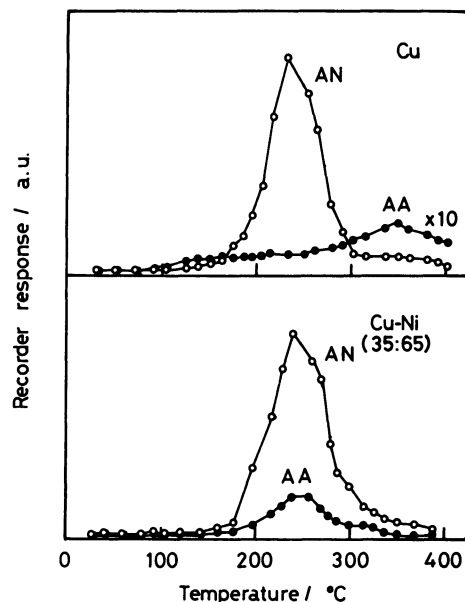 Cu
AN
AA
x10
Cu-Ni
(35:65)
AN
AA
0
100
200
300
400
Temperature / °C
Recorder response / a.u.